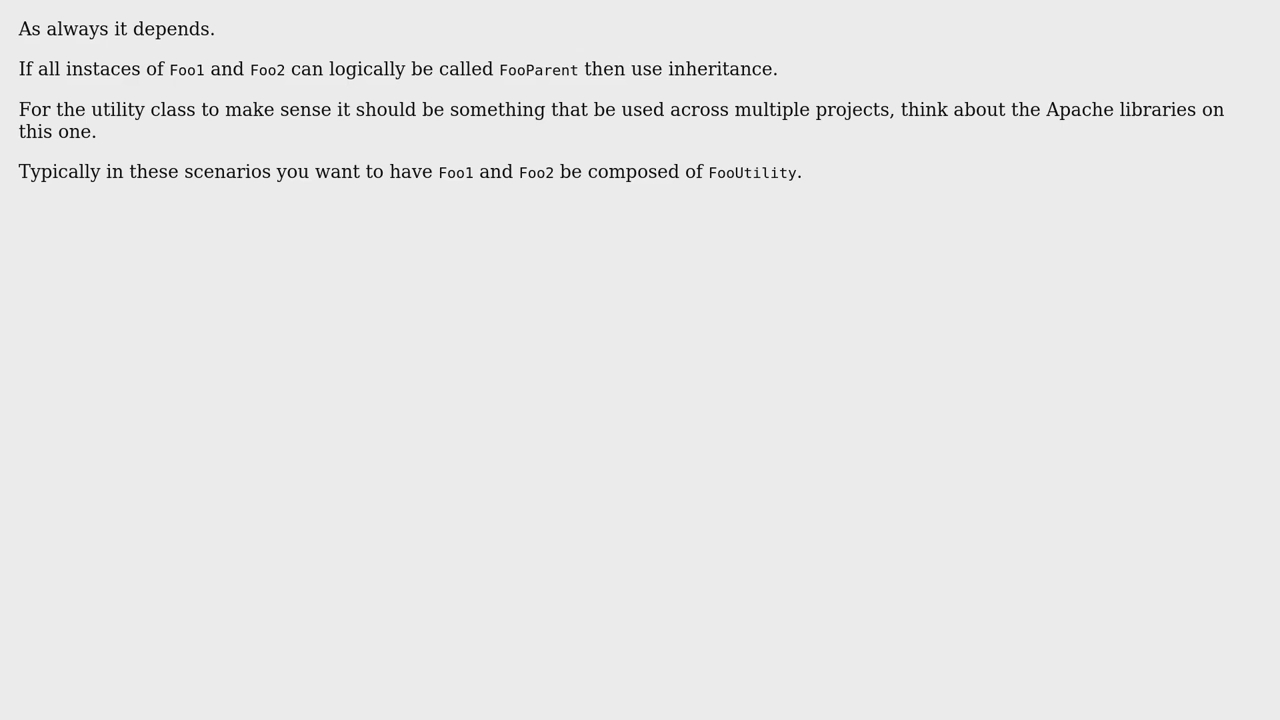 As always it depends.
If all instaces of Foo1 and Foo2 can logically be called FooParent then use inheritance.
For the utility class to make sense it should be something that be used across multiple projects, think about the Apache libraries on
this one.
Typically in these scenarios you want to have Foo1 and Foo2 be composed of FooUtility.